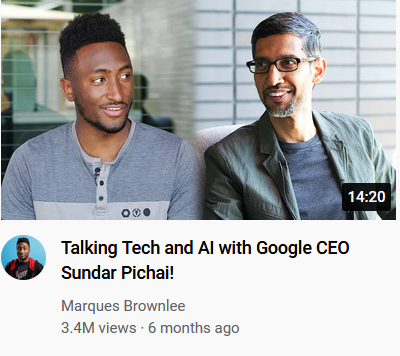 14:20
Talking Tech and AI with Google CEO
Sundar Pichai!
Marques Brownlee
3.4M views · 6 months ago